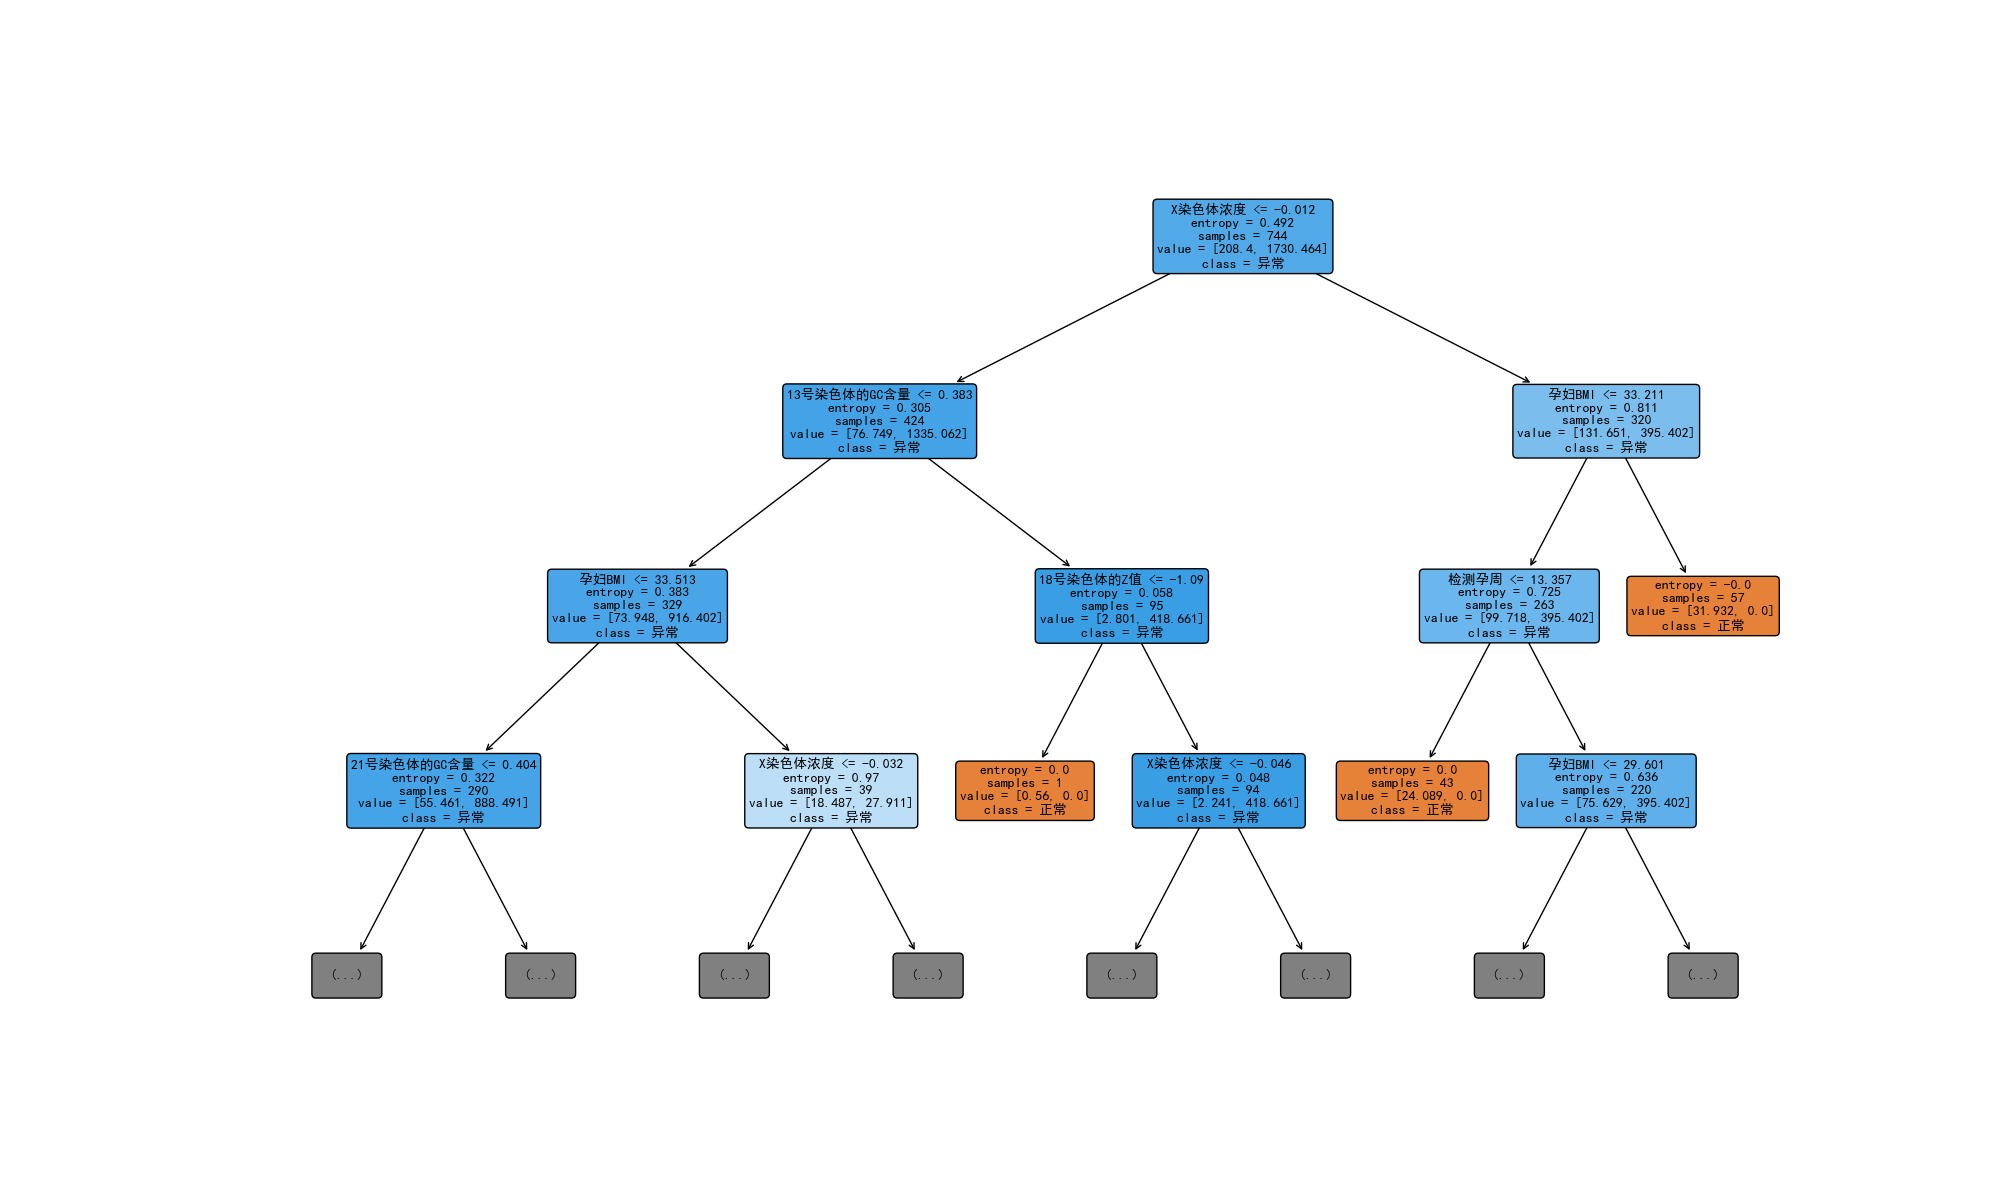 X染色体浓度 <= -0.012
entropy = 0.492
samples = 744
value = [208.4, 1730.464]
class = 异常
13号染色体的GC含量 <= 0.383
entropy = 0.305
samples = 424
value = [76.749, 1335.062]
class = 异常
孕妇BMI <= 33.211
entropy = 0.811
samples = 320
value = [131.651, 395.402]
class = 异常
孕妇BMI <= 33.513
entropy = 0.383
samples = 329
value = [73.948, 916.402]
class = 异常
18号染色体的Z值 <= -1.09
entropy = 0.058
samples = 95
value = [2.801, 418.661]
class = 异常
检测孕周 <= 13.357
entropy = 0.725
samples = 263
value = [99.718, 395.402]
class = 异常
entropy = -0.0
samples = 57
value = [31.932, 0.0]
class = 正常
21号染色体的GC含量 <= 0.404
entropy = 0.322
samples = 290
value = [55.461, 888.491]
class = 异常
X染色体浓度 <= -0.032
entropy = 0.97
samples = 39
value = [18.487, 27.911]
class = 异常
entropy = 0.0
samples = 1
value = [0.56, 0.0]
class = 正常
X染色体浓度 <= -0.046
entropy = 0.048
samples = 94
value = [2.241, 418.661]
class = 异常
entropy = 0.0
samples = 43
value = [24.089, 0.0]
class = 正常
孕妇BMI <= 29.601
entropy = 0.636
samples = 220
value = [75.629, 395.402]
class = 异常
(...)
(...)
(...)
(...)
(...)
(...)
(...)
(...)